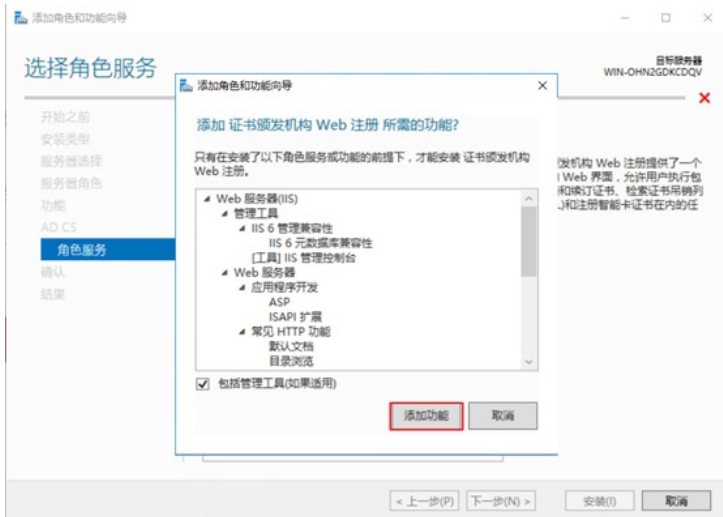 添加角色和功能向导
选择角色服务
目标服务器
WIN-OHN2GDKCDQV
开始之前
安装类型
服务器选择
服务器角色
功能
AD CS
角色服务
确认
结果
添加角色和功能向导
添加 证书颁发机构 Web 注册 所需的功能?
只有在安装了以下角色服务或功能的前提下，才能安装 证书颁发机构
Web 注册。
Web 服务器(IIS)
管理工具
IIS 6 管理兼容性
IIS 6 元数据库兼容性
[工具] IIS 管理控制台
Web 服务器
应用程序开发
ASP
ISAPI 扩展
常见 HTTP 功能
默认文档
目录浏览
包括管理工具(如果适用)
添加功能
取消
发机构 Web 注册提供了一个
Web 界面，允许用户执行包
和续订证书、检索证书吊销列
)和注册智能卡证书在内的任
< 上一步(P)
下一步(N) >
安装(I)
取消